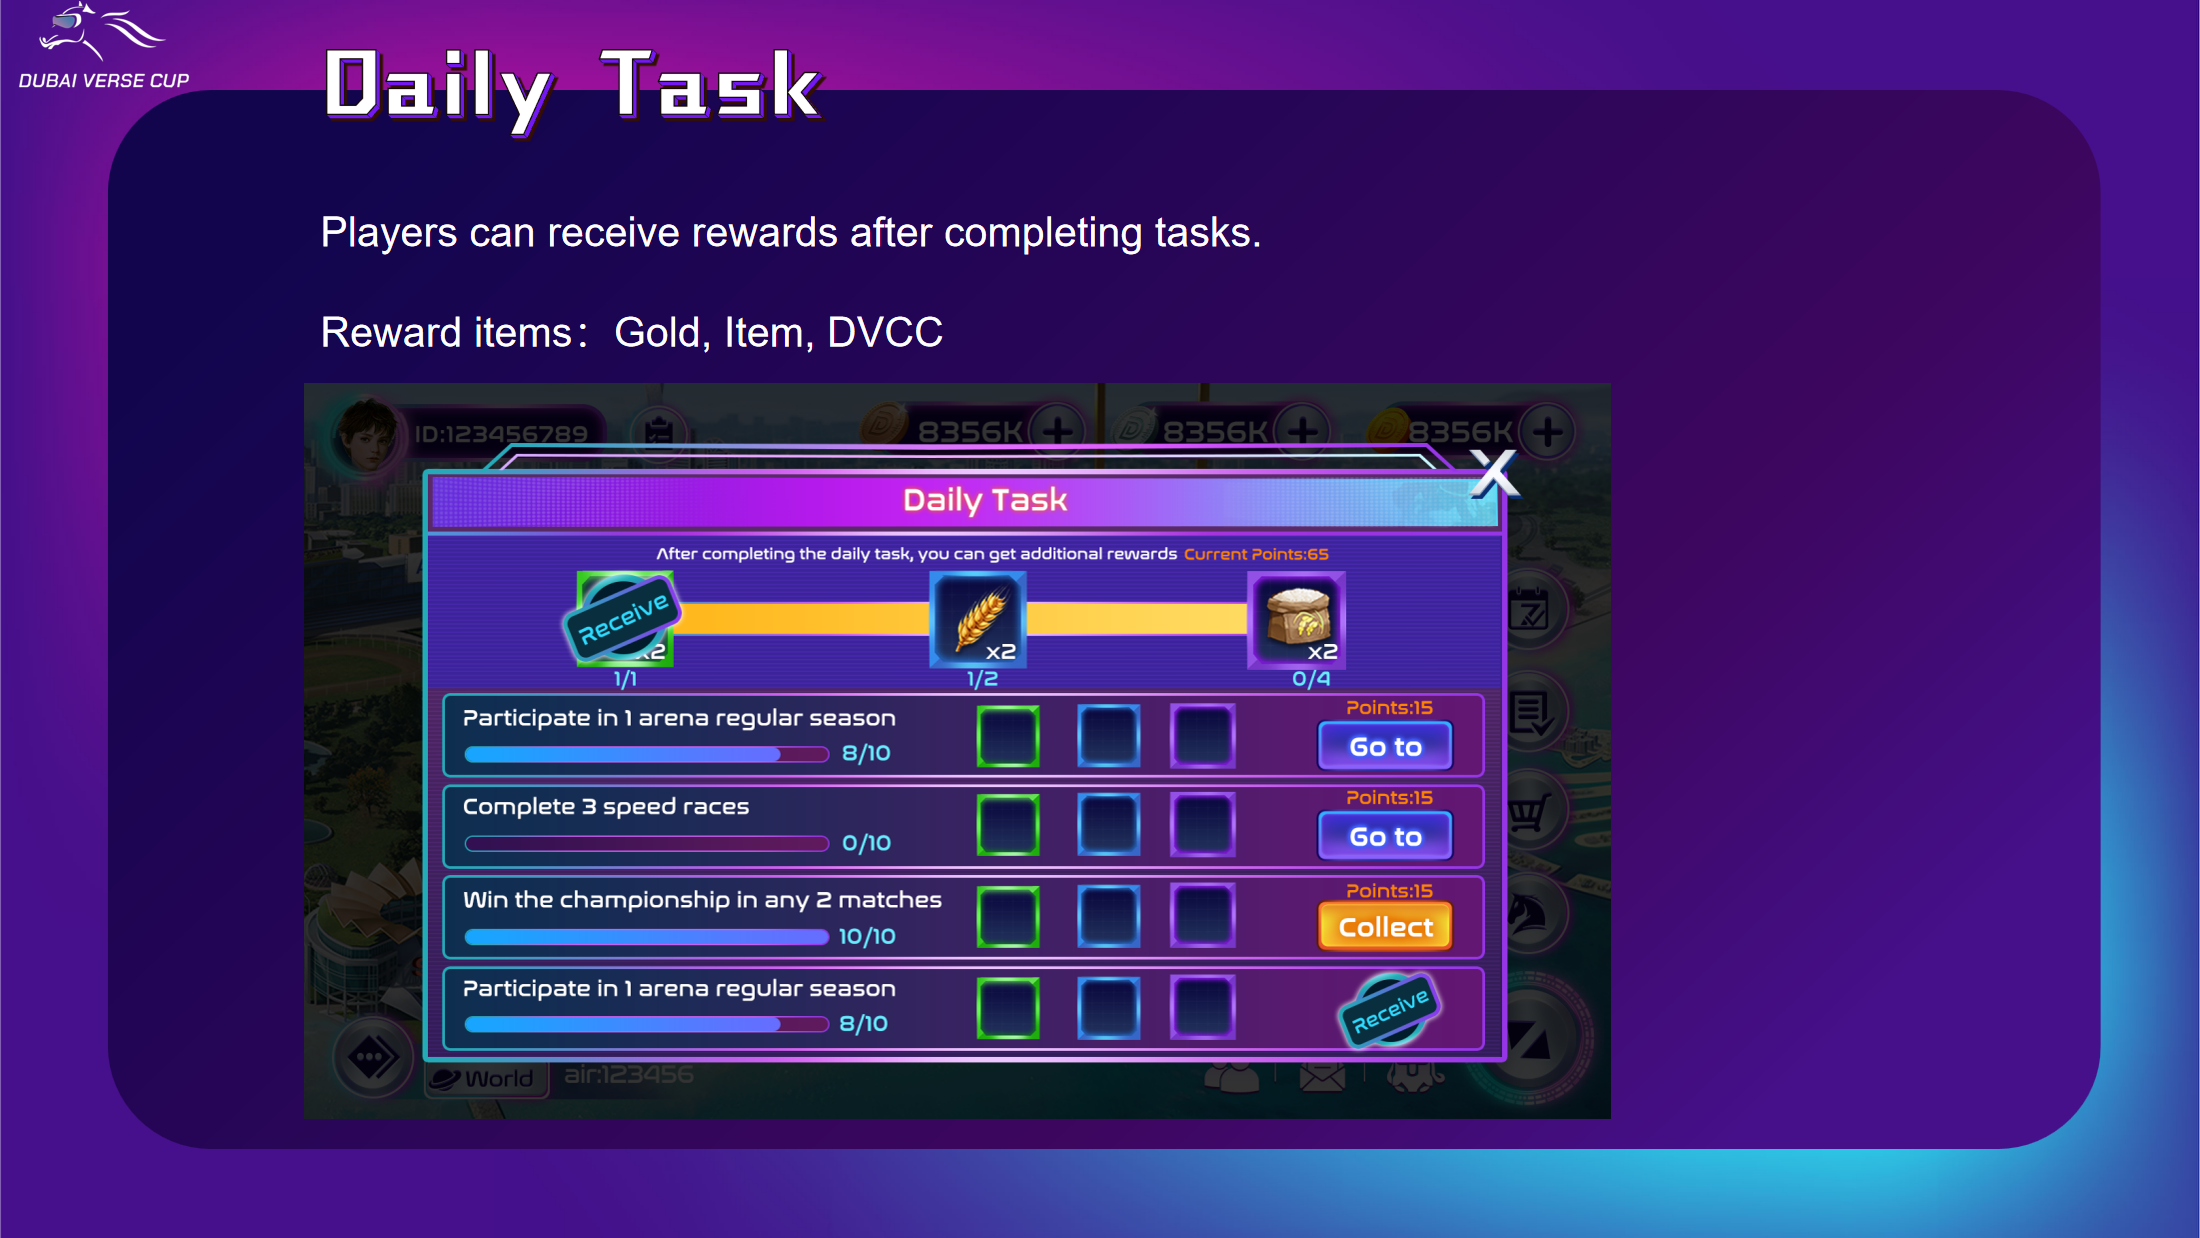 DUBAI VERSE CUP
Daily Task
Players can receive rewards after completing tasks.
Reward items：Gold, Item, DVCC
ID:123456789
8356K
8356K
8356K
X
Daily Task
After completing the daily task, you can get additional rewards Current Points:65
Receive
x2
x2
x2
1/1
1/2
0/4
Participate in 1 arena regular season
8/10
Points:15
Go to
Complete 3 speed races
0/10
Points:15
Go to
Win the championship in any 2 matches
10/10
Points:15
Collect
Participate in 1 arena regular season
8/10
Receive
World
air:123456